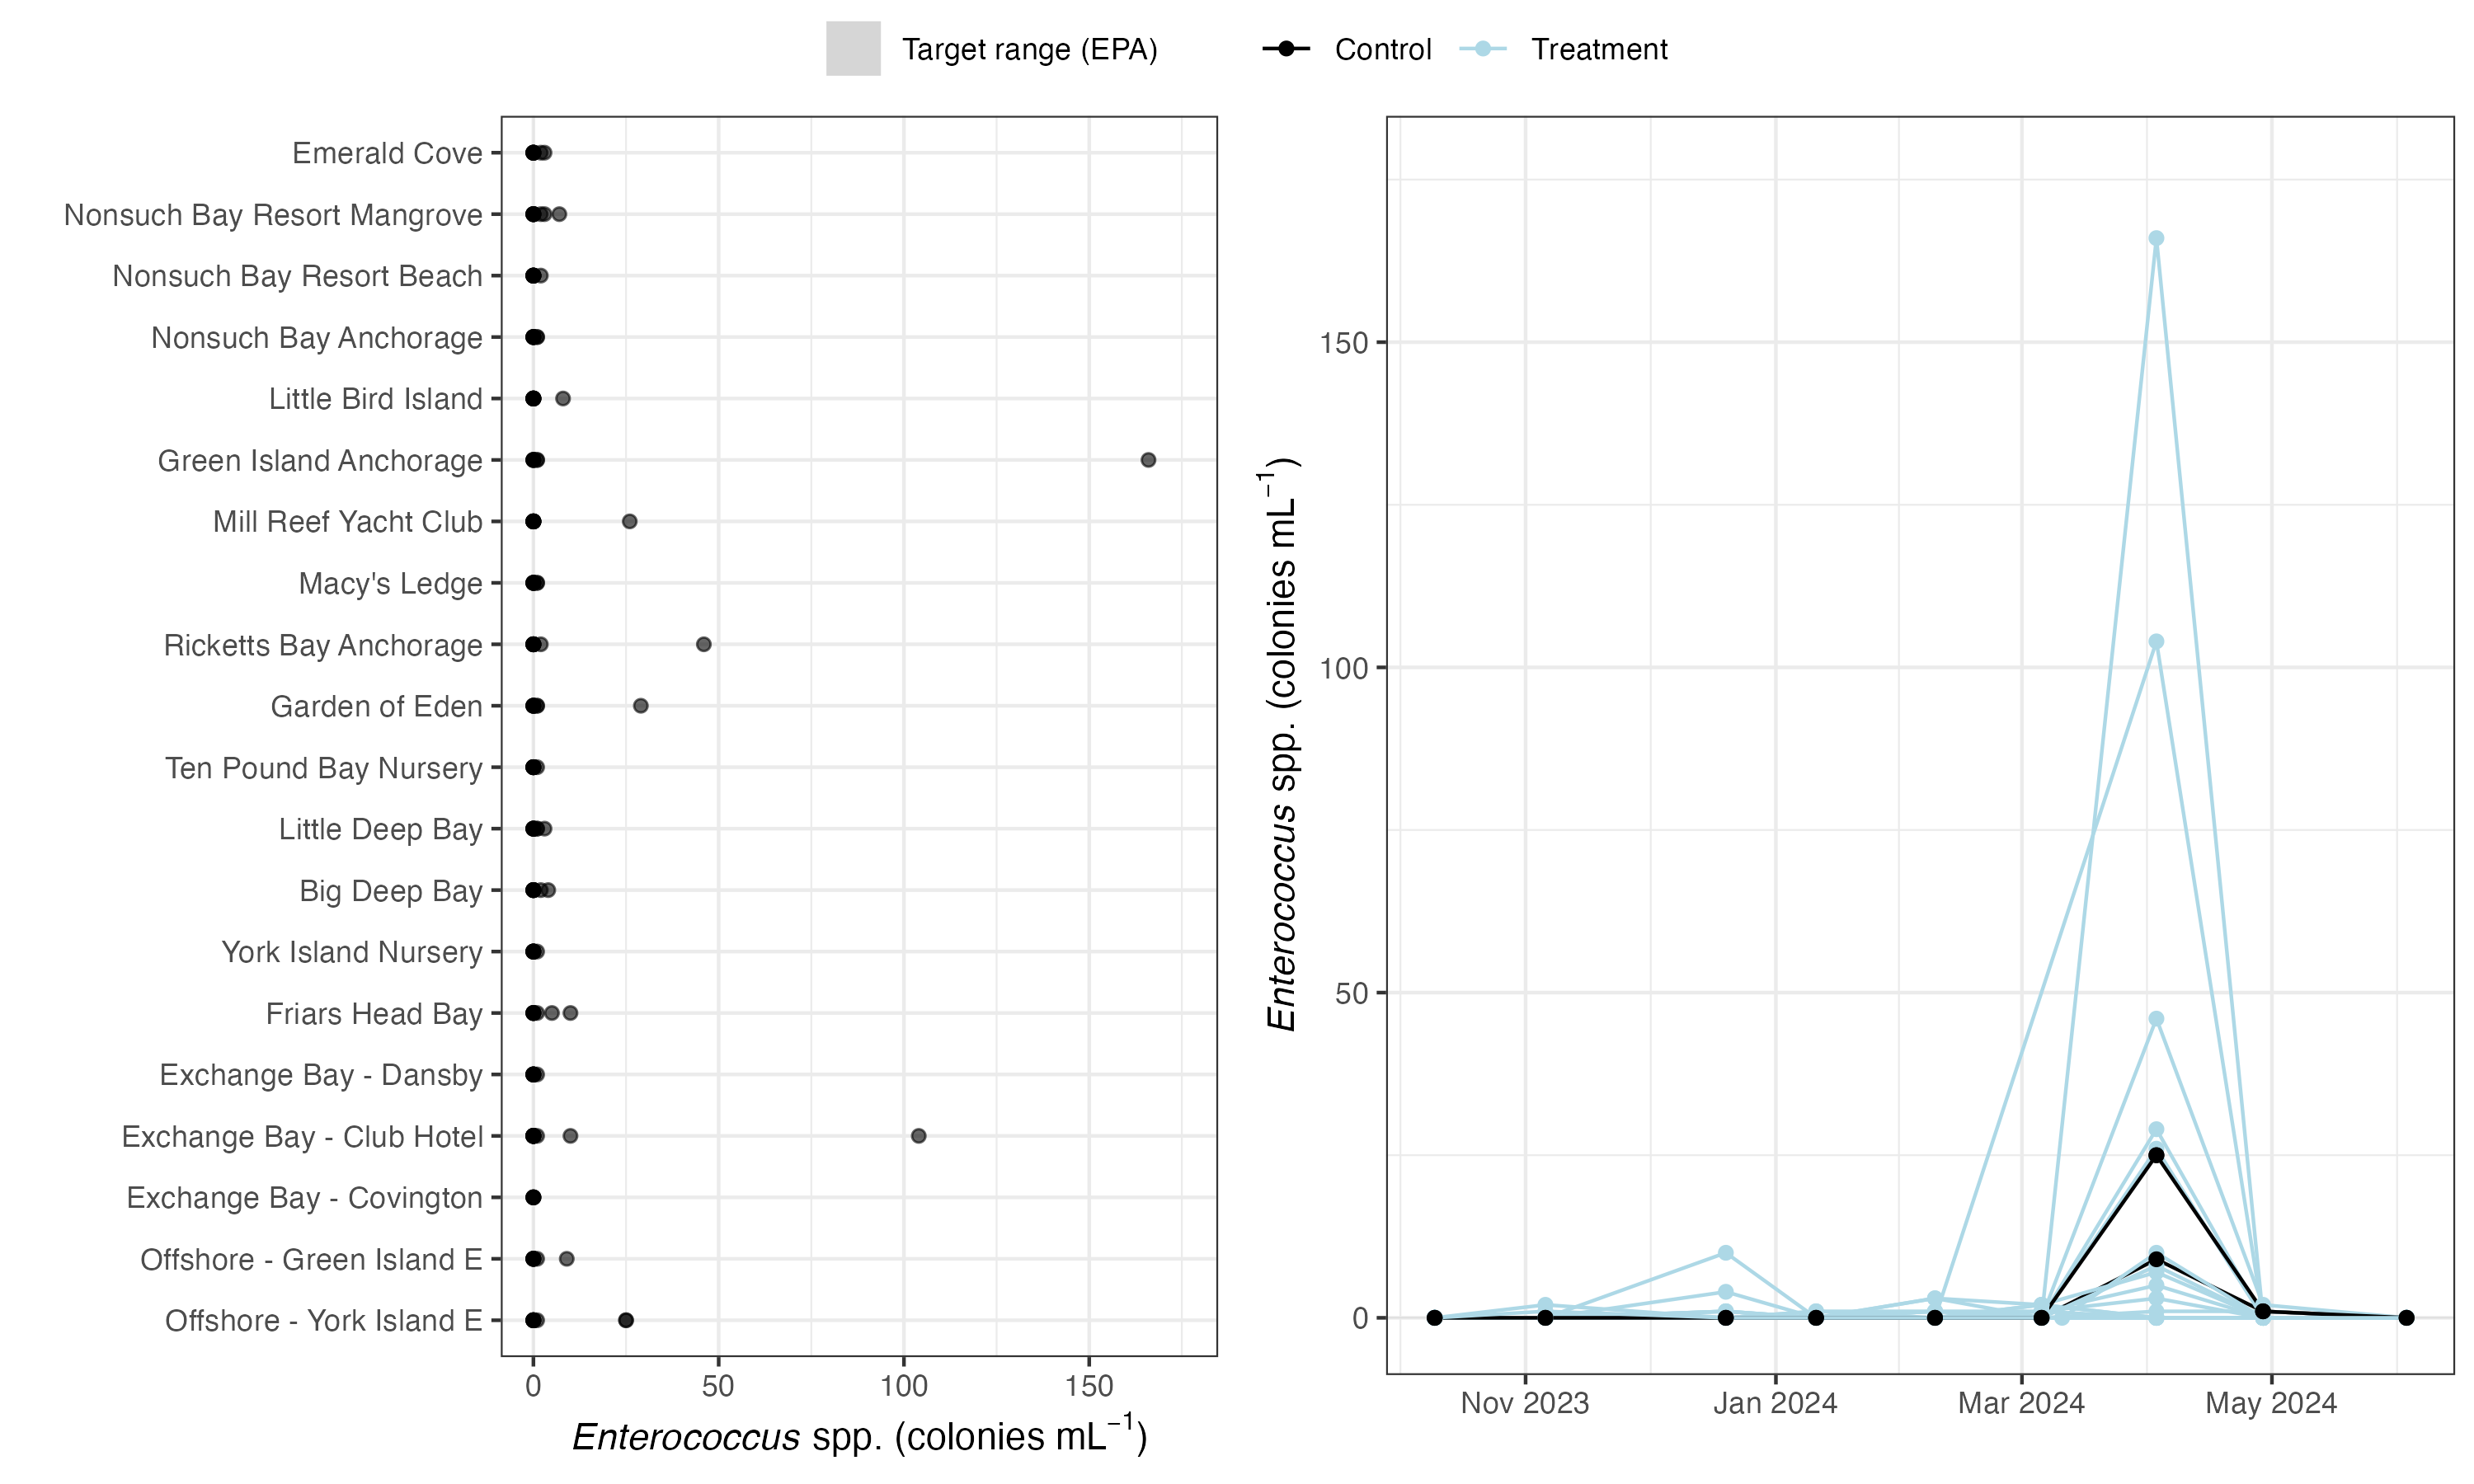 Target range (EPA) Control Treatment
Emerald Cove
Nonsuch Bay Resort Mangrove
Nonsuch Bay Resort Beach
Nonsuch Bay Anchorage
Little Bird Island
Green Island Anchorage
Mill Reef Yacht Club
Macy's Ledge
Ricketts Bay Anchorage
Garden of Eden
Ten Pound Bay Nursery
Little Deep Bay
Big Deep Bay
York Island Nursery
Friars Head Bay
Exchange Bay - Dansby
Exchange Bay - Club Hotel
Exchange Bay - Covington
Offshore - Green Island E
Offshore - York Island E
0 50 100 150
Enterococcus spp. (colonies mL⁻¹)
Enterococcus spp. (colonies mL⁻¹)
150
100
50
0
Nov 2023 Jan 2024 Mar 2024 May 2024